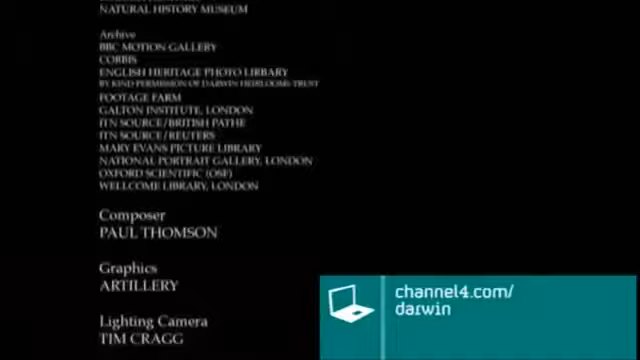 NATURAL HISTORY MUSEUM
Archive
BBC MOTION GALLERY
CORBIS
ENGLISH HERITAGE PHOTO LIBRARY
BY KIND PERMISSION OF DARWIN HEIRLOOMS TRUST
FOOTAGE FARM
GALTON INSTITUTE, LONDON
ITN SOURCE/BRITISH PATHE
ITN SOURCE/REUTERS
MARY EVANS PICTURE LIBRARY
NATIONAL PORTRAIT GALLERY, LONDON
OXFORD SCIENTIFIC (OSF)
WELLCOME LIBRARY, LONDON
Composer
PAUL THOMSON
Graphics
ARTILLERY
Lighting Camera
TIM CRAGG
channel4.com/
darwin